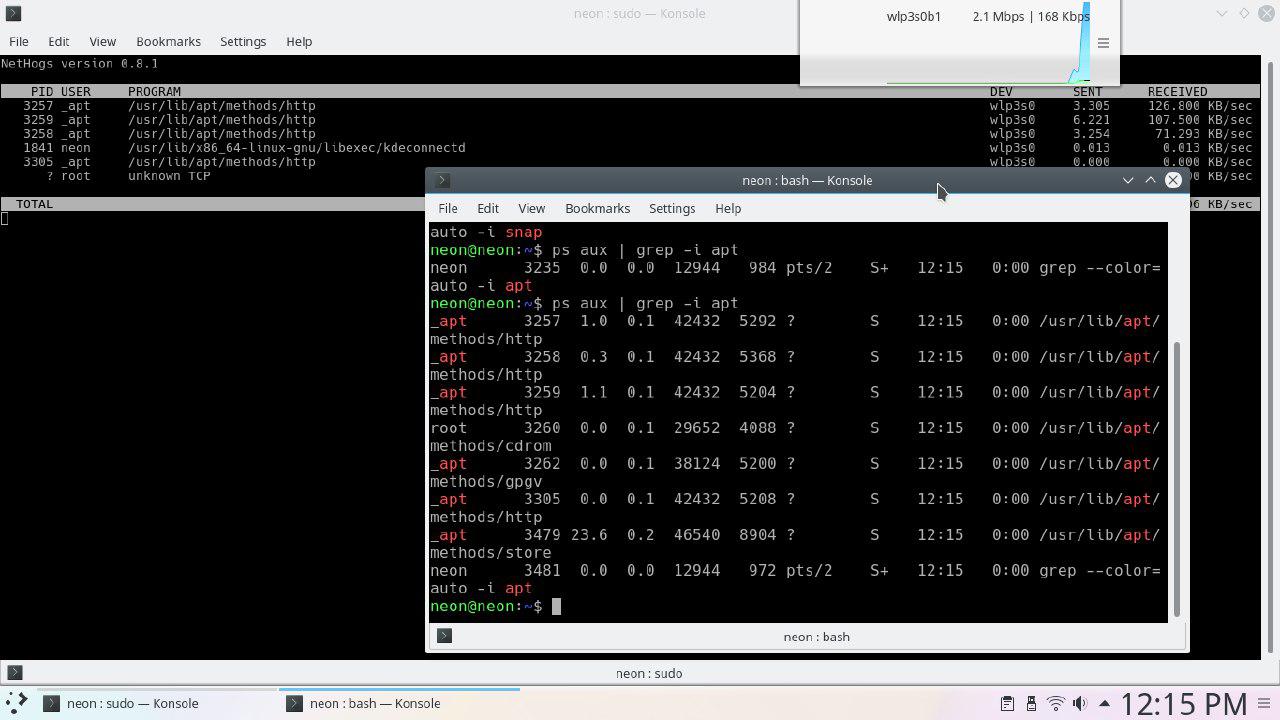 neon : sudo — Konsole
wlp3s0b1 2.1 Mbps | 168 Kbps
File Edit View Bookmarks Settings Help
NetHogs version 0.8.1
PID USER PROGRAM DEV SENT RECEIVED
3257 _apt /usr/lib/apt/methods/http wlp3s0 3.305 126.800 KB/sec
3259 _apt /usr/lib/apt/methods/http wlp3s0 6.221 107.500 KB/sec
3258 _apt /usr/lib/apt/methods/http wlp3s0 3.254 71.293 KB/sec
1841 neon /usr/lib/x86_64-linux-gnu/libexec/kdeconnectd wlp3s0 0.013 0.013 KB/sec
3305 _apt /usr/lib/apt/methods/http wlp3s0 0.000 0.000 KB/sec
? root unknown TCP KB/sec
TOTAL 6 KB/sec
neon : bash — Konsole
File Edit View Bookmarks Settings Help
auto -i snap
neon@neon:~$ ps aux | grep -i apt
neon 3235 0.0 0.0 12944 984 pts/2 S+ 12:15 0:00 grep --color=
auto -i apt
neon@neon:~$ ps aux | grep -i apt
_apt 3257 1.0 0.1 42432 5292 ? S 12:15 0:00 /usr/lib/apt/
methods/http
_apt 3258 0.3 0.1 42432 5368 ? S 12:15 0:00 /usr/lib/apt/
methods/http
_apt 3259 1.1 0.1 42432 5204 ? S 12:15 0:00 /usr/lib/apt/
methods/http
root 3260 0.0 0.1 29652 4088 ? S 12:15 0:00 /usr/lib/apt/
methods/cdrom
_apt 3262 0.0 0.1 38124 5200 ? S 12:15 0:00 /usr/lib/apt/
methods/gpgv
_apt 3305 0.0 0.1 42432 5208 ? S 12:15 0:00 /usr/lib/apt/
methods/http
_apt 3479 23.6 0.2 46540 8904 ? S 12:15 0:00 /usr/lib/apt/
methods/store
neon 3481 0.0 0.0 12944 972 pts/2 S+ 12:15 0:00 grep --color=
auto -i apt
neon@neon:~$
neon : bash
neon : sudo
neon : sudo — Konsole
neon : bash — Konsole
12:15 PM